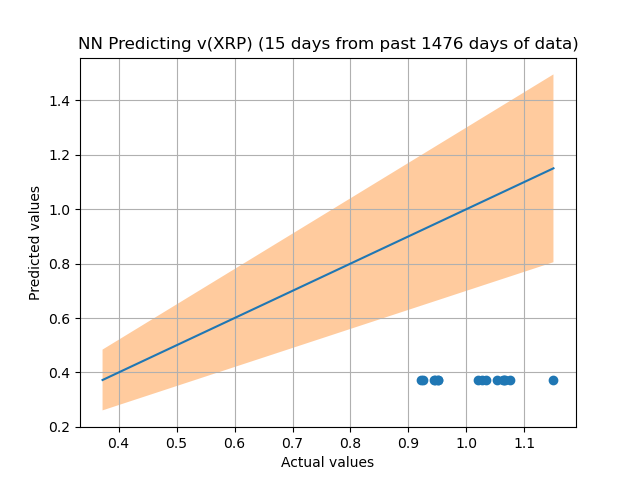 NN Predicting v(XRP) (15 days from past 1476 days of data)
1.4
1.2
1.0
0.8
0.6
0.4
0.2
Predicted values
0.4 0.5 0.6 0.7 0.8 0.9 1.0 1.1
Actual values